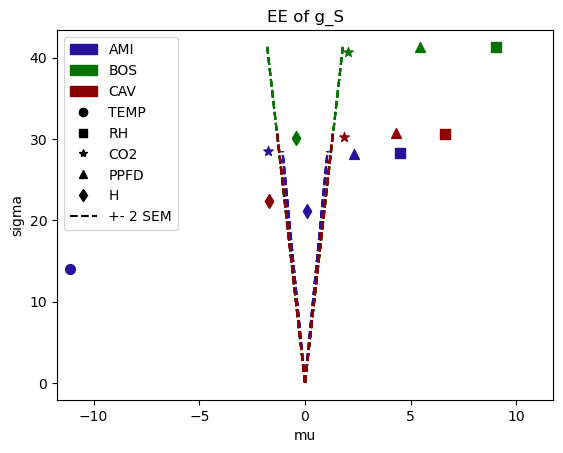 EE of g_S
40
30
20
10
0
sigma
AMI
BOS
CAV
TEMP
RH
CO2
PPFD
H
+- 2 SEM
−10
−5
0
5
10
mu